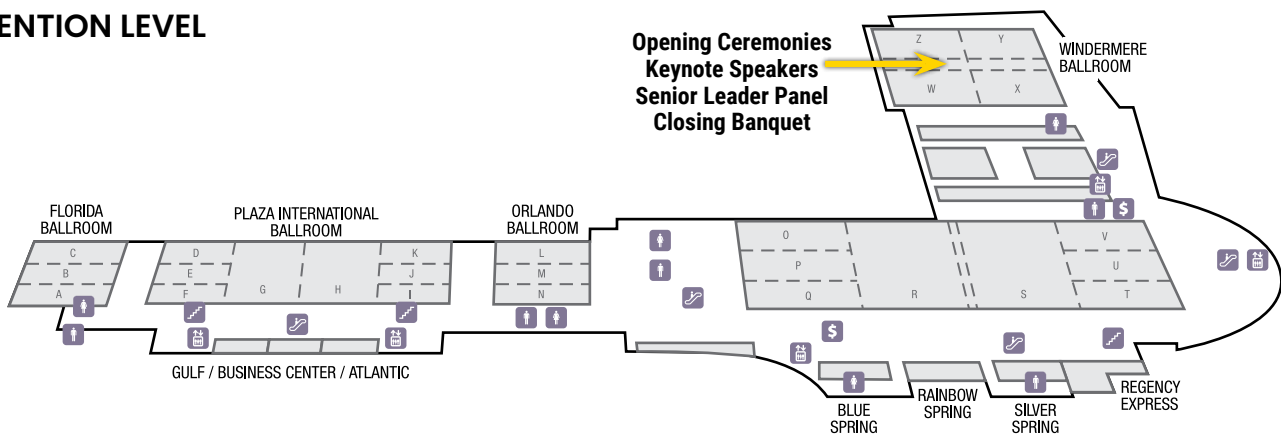 ENTION LEVEL
Opening Ceremonies
Keynote Speakers
Senior Leader Panel
Closing Banquet
Z Y
W X
WINDERMERE
BALLROOM
FLORIDA
BALLROOM
PLAZA INTERNATIONAL
BALLROOM
ORLANDO
BALLROOM
C
B
A
D
E
F
G
H
K
J
I
L
M
N
O
P
Q
R
S
V
U
T
$
$
GULF / BUSINESS CENTER / ATLANTIC
BLUE
SPRING
RAINBOW
SPRING
SILVER
SPRING
REGENCY
EXPRESS